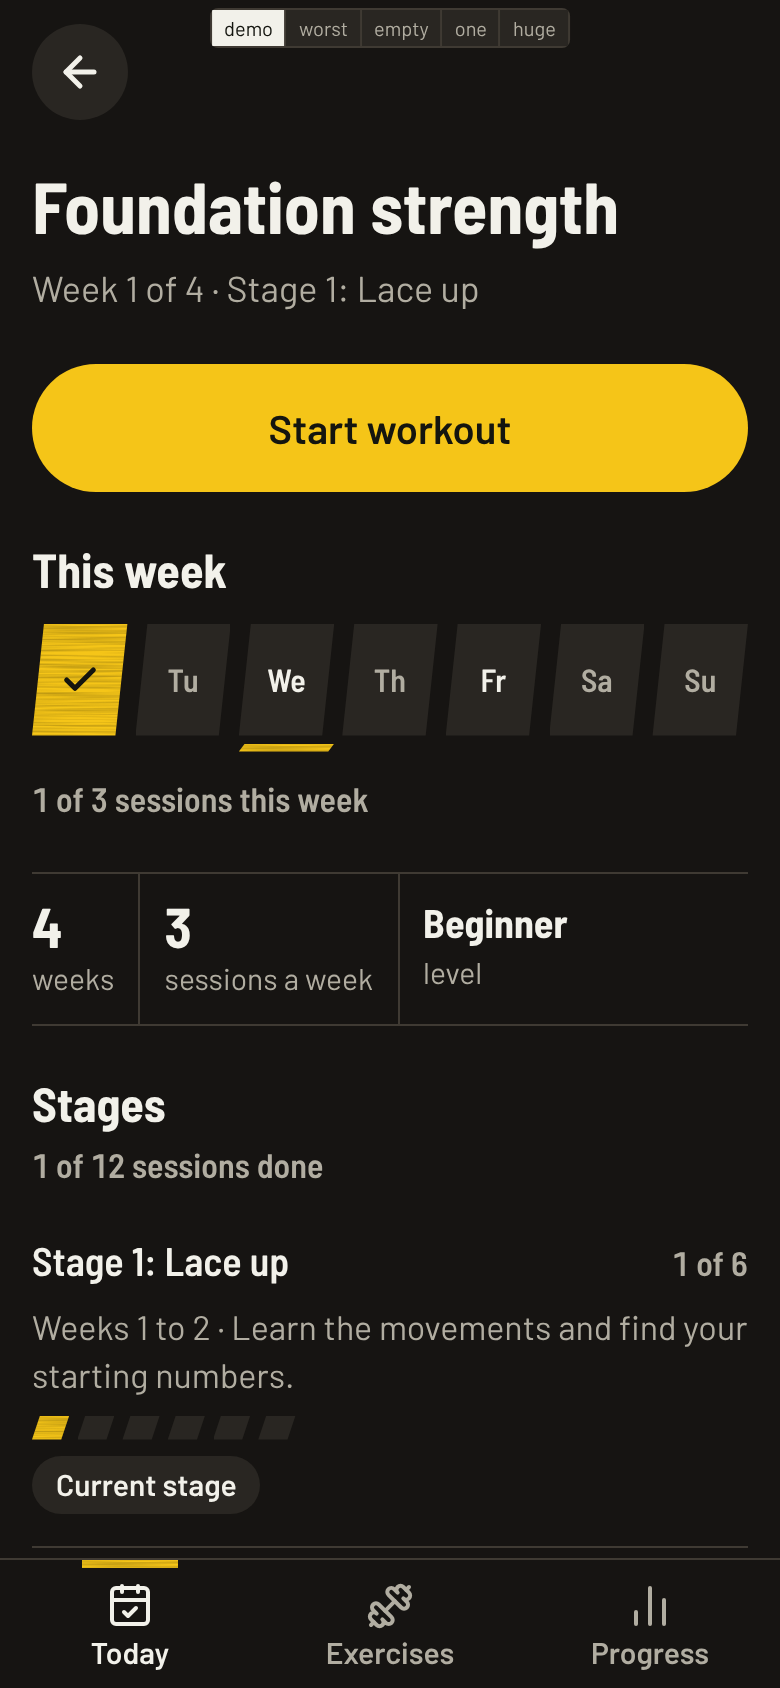 demo worst empty one huge
Foundation strength
Week 1 of 4 · Stage 1: Lace up
Start workout
This week
Tu We Th Fr Sa Su
1 of 3 sessions this week
4 3 Beginner
weeks sessions a week level
Stages
1 of 12 sessions done
Stage 1: Lace up 1 of 6
Weeks 1 to 2 · Learn the movements and find your
starting numbers.
Current stage
Today Exercises Progress